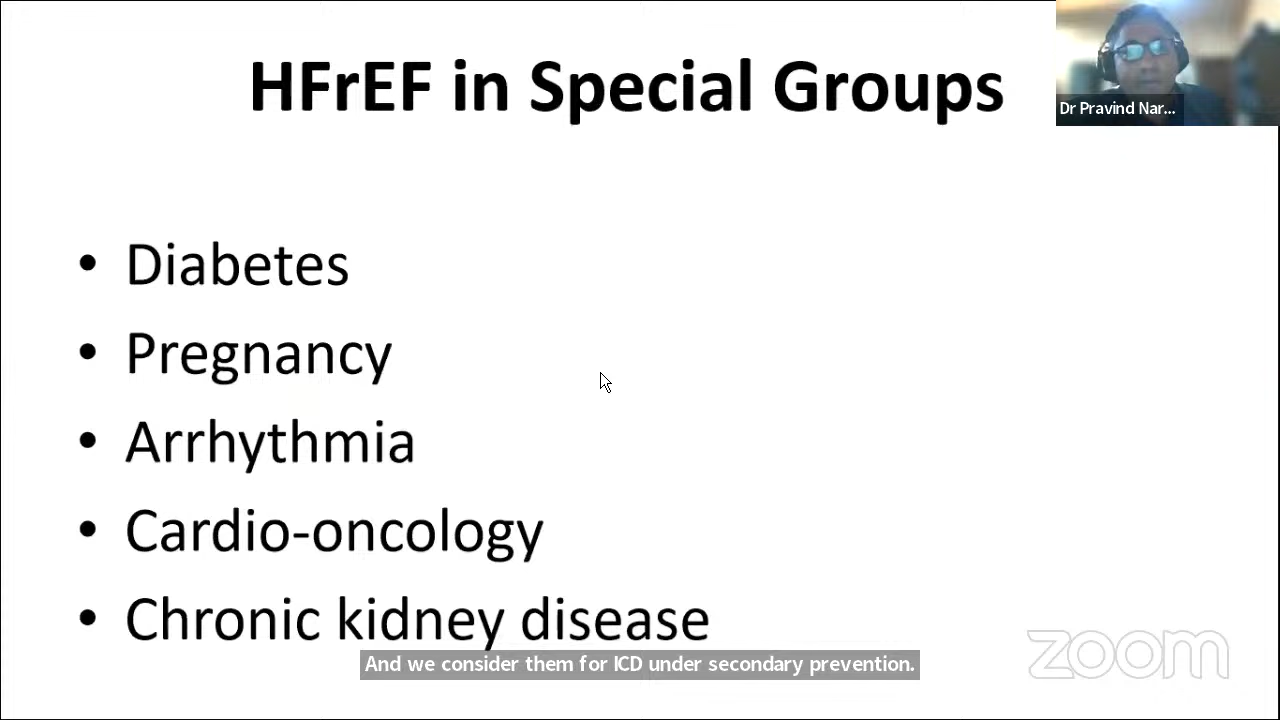 HFrEF in Special Groups
Dr Pravind Nar...
• Diabetes
• Pregnancy
• Arrhythmia
• Cardio-oncology
• Chronic kidney disease
And we consider them for ICD under secondary prevention.
zoom